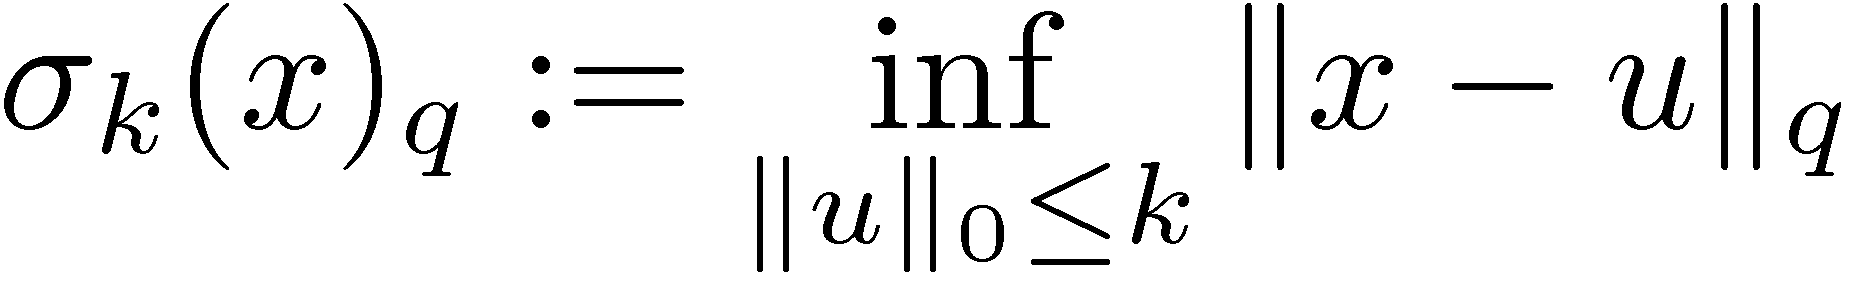 σ_k(x)_q := inf_{‖u‖_0≤k} ‖x − u‖_q